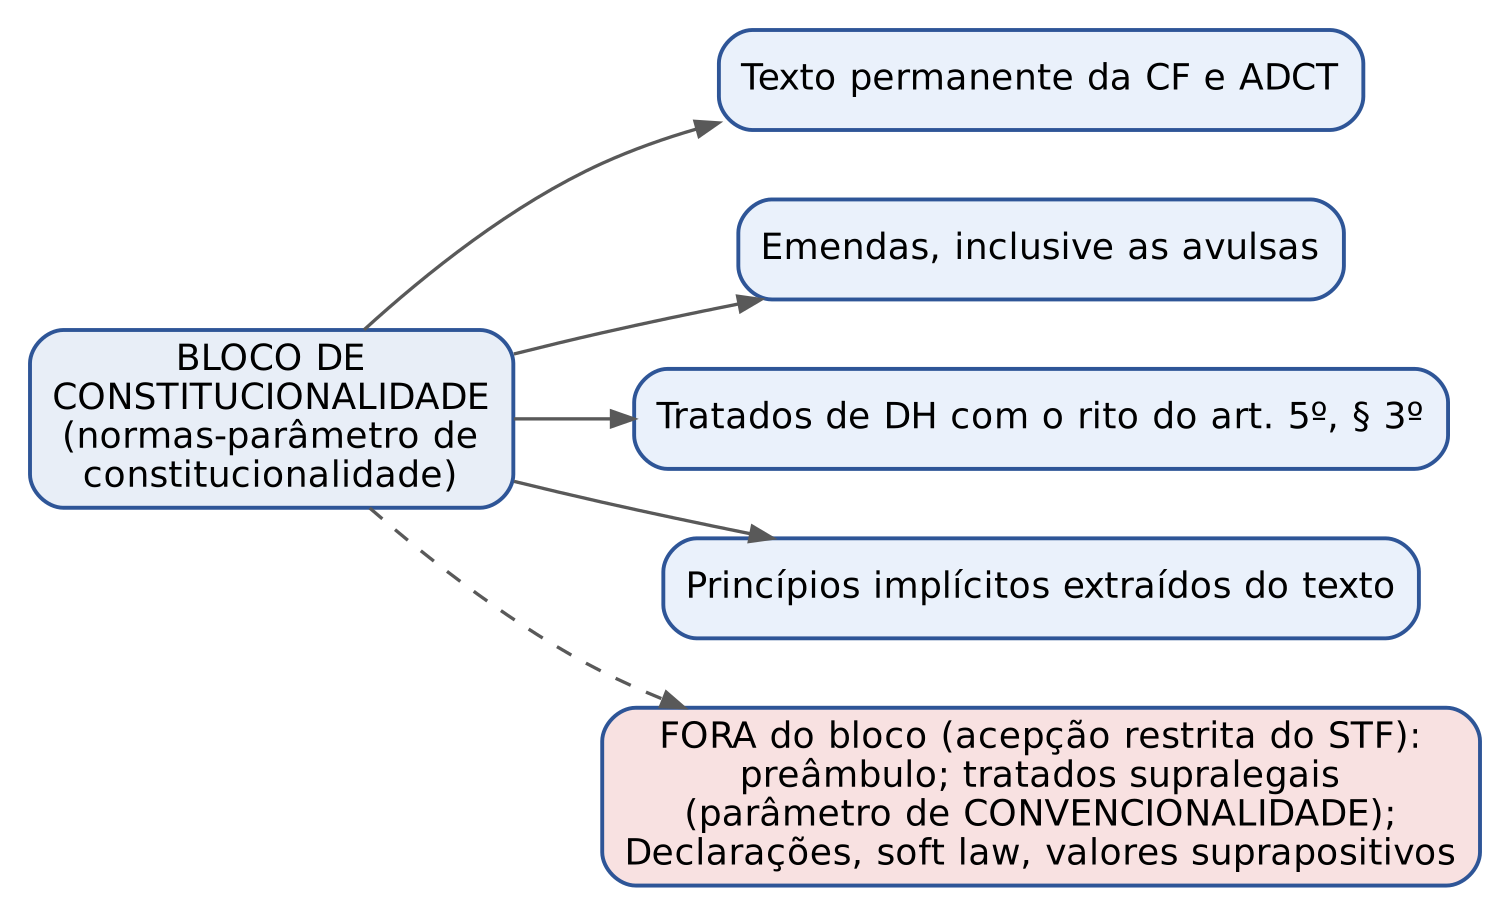 Texto permanente da CF e ADCT
Emendas, inclusive as avulsas
BLOCO DE
CONSTITUCIONALIDADE
(normas-parâmetro de
constitucionalidade)
Tratados de DH com o rito do art. 5º, § 3º
Princípios implícitos extraídos do texto
FORA do bloco (acepção restrita do STF):
preâmbulo; tratados supralegais
(parâmetro de CONVENCIONALIDADE);
Declarações, soft law, valores suprapositivos